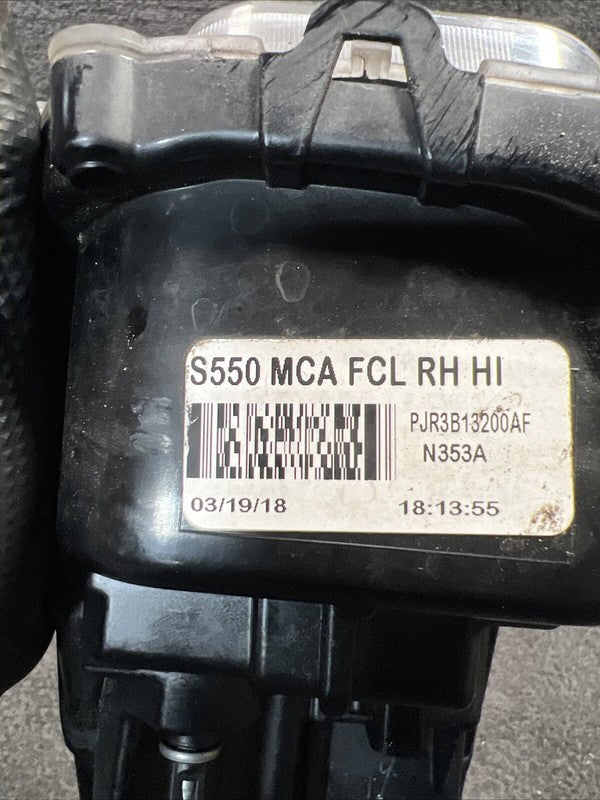 S550 MCA FCL RH HI
PJR3B13200AF
N353A
03/19/18 18:13:55